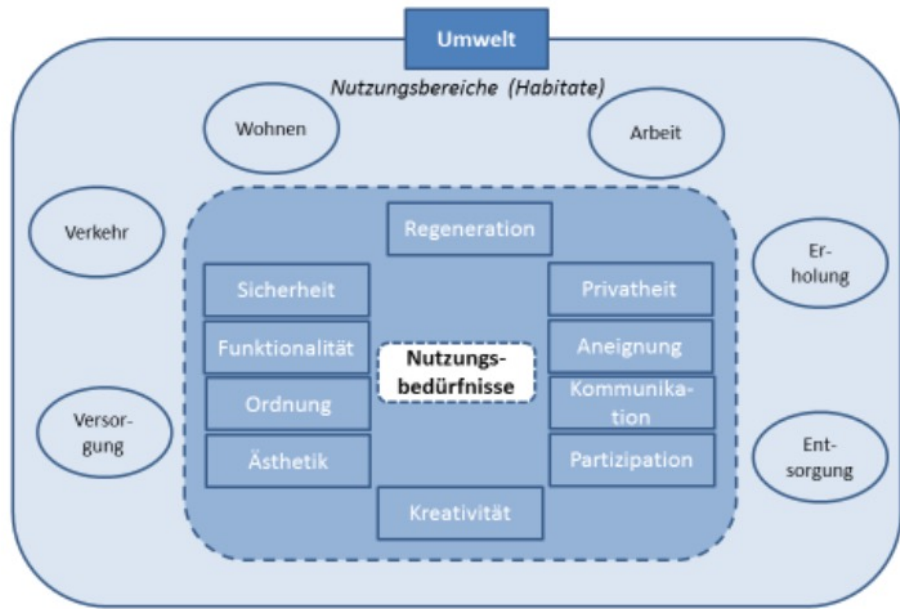 Umwelt
Nutzungsbereiche (Habitate)
Wohnen
Arbeit
Verkehr
Er-
holung
Versor-
gung
Ent-
sorgung
Regeneration
Sicherheit
Privatheit
Funktionalität
Aneignung
Nutzungs-
bedürfnisse
Ordnung
Kommunika-
tion
Ästhetik
Partizipation
Kreativität